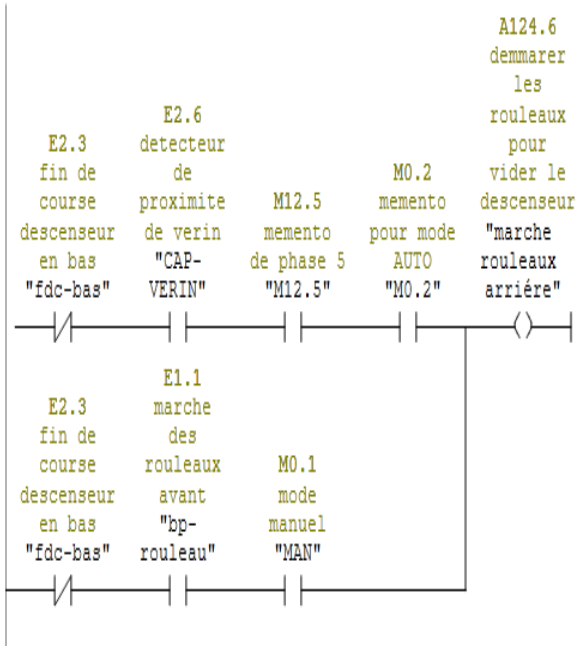 A124.6
demmarer
les
rouleaux
pour
vider le
descenseur
"marche
rouleaux
arriére"
E2.6
detecteur
de
proximite
de verin
"CAP-
VERIN"
E2.3
fin de
course
descenseur
en bas
"fdc-bas"
M12.5
memento
de phase 5
"M12.5"
M0.2
memento
pour mode
AUTO
"M0.2"
E2.3
fin de
course
descenseur
en bas
"fdc-bas"
E1.1
marche
des
rouleaux
avant
"bp-
rouleau"
M0.1
mode
manuel
"MAN"